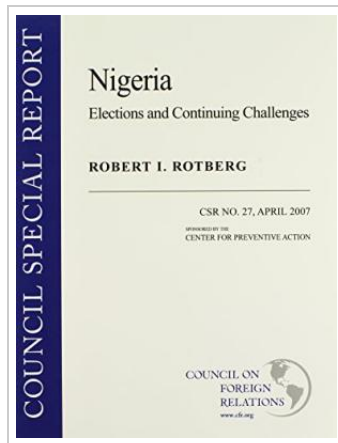 COUNCIL SPECIAL REPORT
Nigeria
Elections and Continuing Challenges
ROBERT I. ROTBERG
CSR NO. 27, APRIL 2007
SPONSORED BY THE
CENTER FOR PREVENTIVE ACTION
COUNCIL ON
FOREIGN
RELATIONS
www.cfr.org